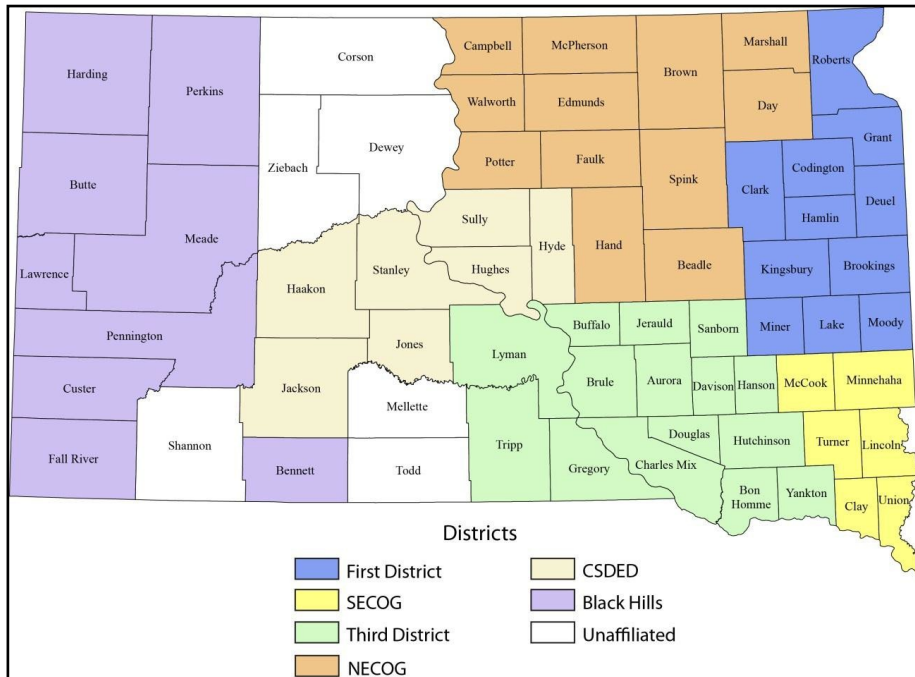 Corson
Campbell
McPherson
Marshall
Harding
Perkins
Brown
Roberts
Walworth
Edmunds
Day
Dewey
Ziebach
Potter
Faulk
Grant
Butte
Spink
Clark
Codington
Deuel
Sully
Hamlin
Meade
Hyde
Hand
Lawrence
Stanley
Hughes
Beadle
Kingsbury
Brookings
Haakon
Pennington
Buffalo
Jerauld
Sanborn
Miner
Lake
Moody
Jones
Lyman
Custer
Jackson
Brule
Aurora
Davison
Hanson
McCook
Minnehaha
Mellette
Shannon
Fall River
Bennett
Todd
Tripp
Gregory
Douglas
Charles Mix
Hutchinson
Turner
Lincoln
Bon
Homme
Yankton
Clay
Union
Districts
First District
SECOG
Third District
NECOG
CSDED
Black Hills
Unaffiliated